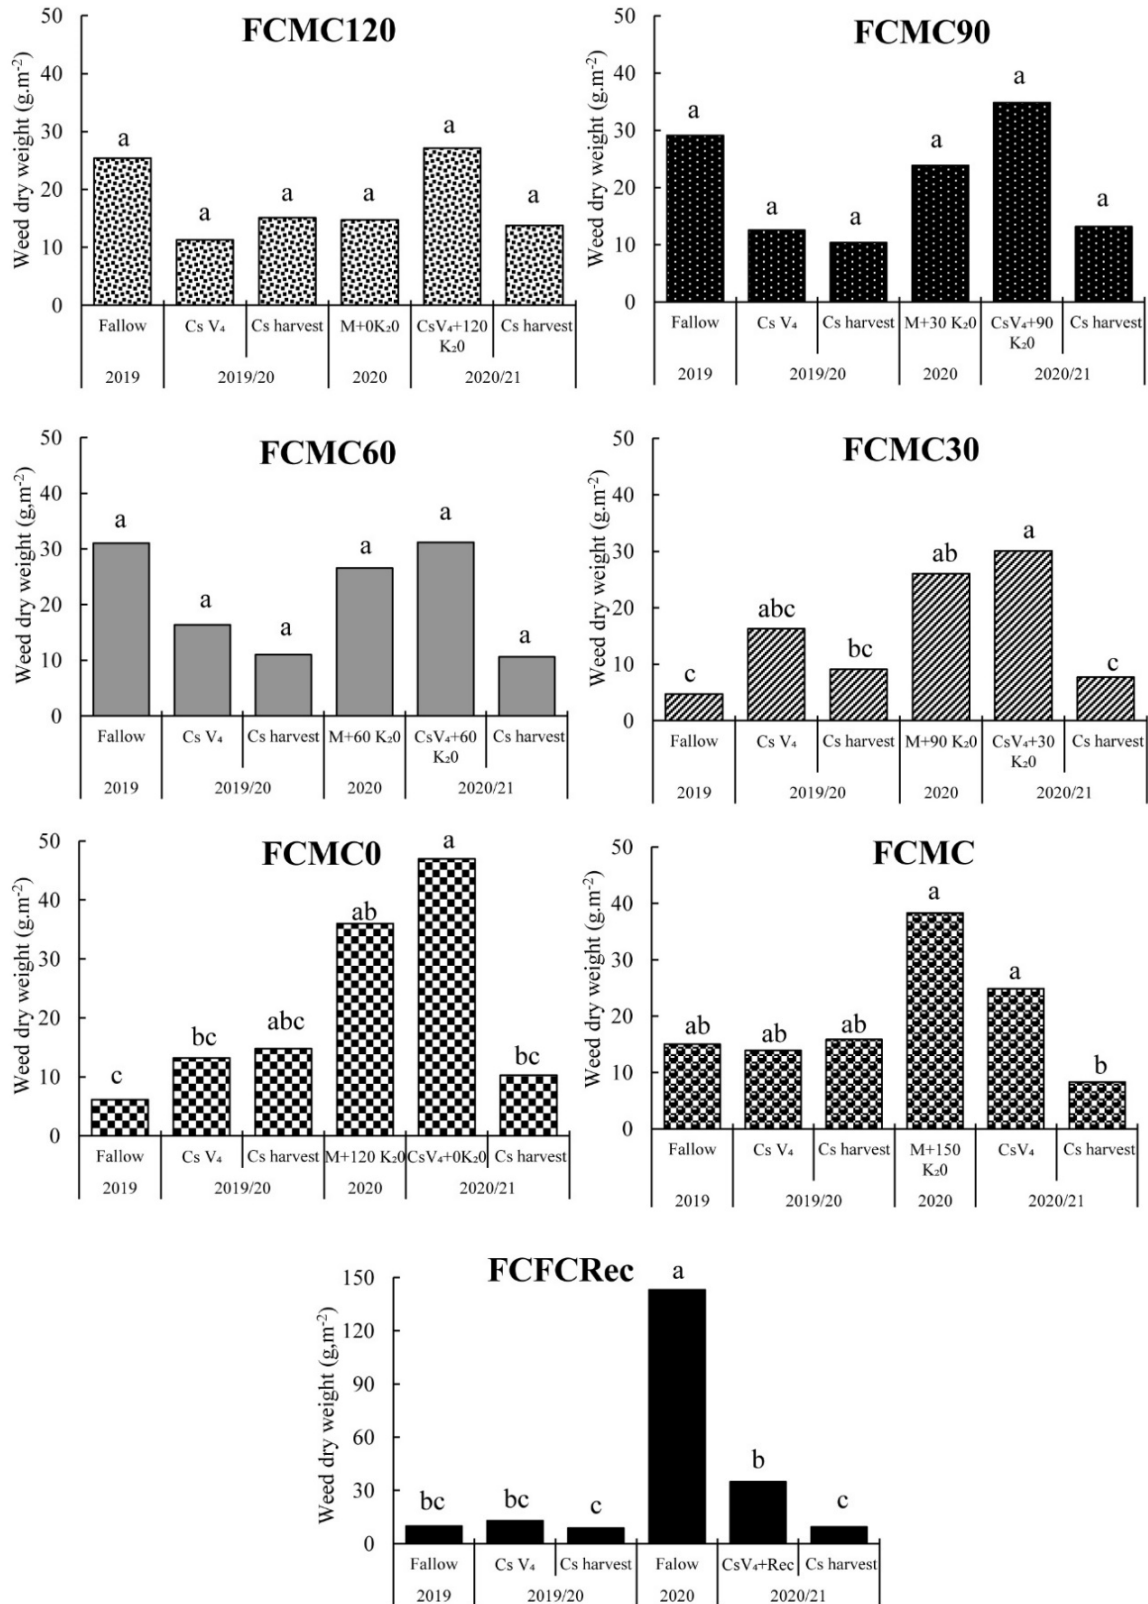 FCMC120
Weed dry weight (g.m⁻²)
50
40
30
20
10
0
a
a
a
a
a
a
Fallow
Cs V₄
Cs harvest
M+0K₂0
CsV₄+120
K₂0
Cs harvest
2019
2019/20
2020
2020/21
FCMC90
Weed dry weight (g.m⁻²)
50
40
30
20
10
0
a
a
a
a
a
a
Fallow
Cs V₄
Cs harvest
M+30 K₂0
CsV₄+90
K₂0
Cs harvest
2019
2019/20
2020
2020/21
FCMC60
Weed dry weight (g,m⁻²)
50
40
30
20
10
0
a
a
a
a
a
a
Fallow
Cs V₄
Cs harvest
M+60 K₂0
CsV₄+60
K₂0
Cs harvest
2019
2019/20
2020
2020/21
FCMC30
Weed dry weight (g.m⁻²)
50
40
30
20
10
0
c
abc
bc
ab
a
c
Fallow
Cs V₄
Cs harvest
M+90 K₂0
CsV₄+30
K₂0
Cs harvest
2019
2019/20
2020
2020/21
FCMC0
Weed dry weight (g.m⁻²)
50
40
30
20
10
0
c
bc
abc
ab
a
bc
Fallow
Cs V₄
Cs harvest
M+120 K₂0
CsV₄+0K₂0
Cs harvest
2019
2019/20
2020
2020/21
FCMC
Weed dry weight (g.m⁻²)
50
40
30
20
10
0
ab
ab
ab
a
a
b
Fallow
Cs V₄
Cs harvest
M+150
K₂0
CsV₄
Cs harvest
2019
2019/20
2020
2020/21
FCFCRec
Weed dry weight (g,m⁻²)
150
120
90
60
30
0
bc
bc
c
a
b
c
Fallow
Cs V₄
Cs harvest
Falow
CsV₄+Rec
Cs harvest
2019
2019/20
2020
2020/21